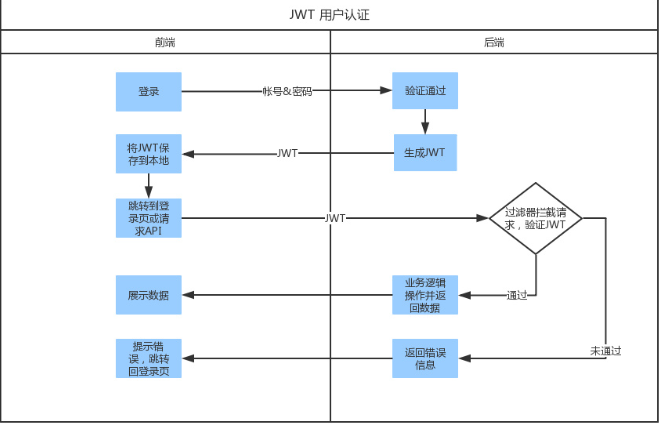 JWT 用户认证
前端
后端
登录
帐号&密码
验证通过
将JWT保
存到本地
JWT
生成JWT
跳转到登
录页或请
求API
JWT
过滤器拦截请
求，验证JWT
展示数据
业务逻辑
操作并返
回数据
通过
提示错
误，跳转
回登录页
返回错误
信息
未通过